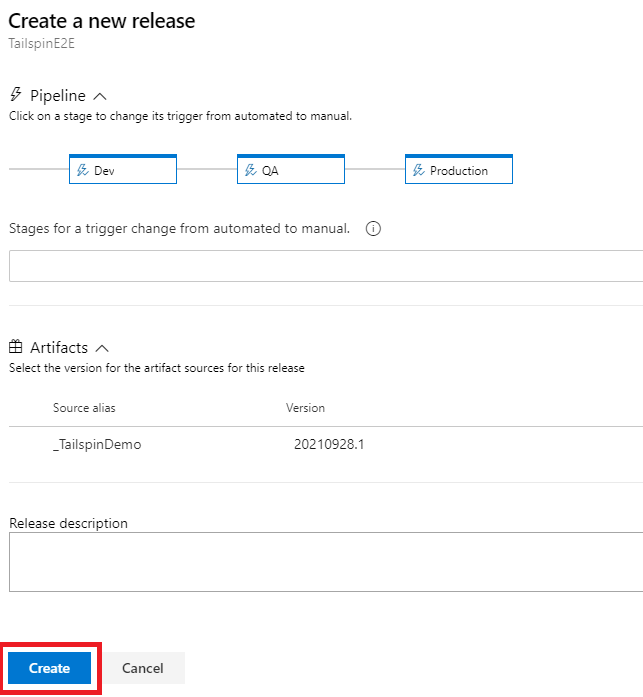 Create a new release
TailspinE2E
Pipeline
Click on a stage to change its trigger from automated to manual.
Dev QA Production
Stages for a trigger change from automated to manual.
Artifacts
Select the version for the artifact sources for this release
Source alias Version
_TailspinDemo 20210928.1
Release description
Create Cancel